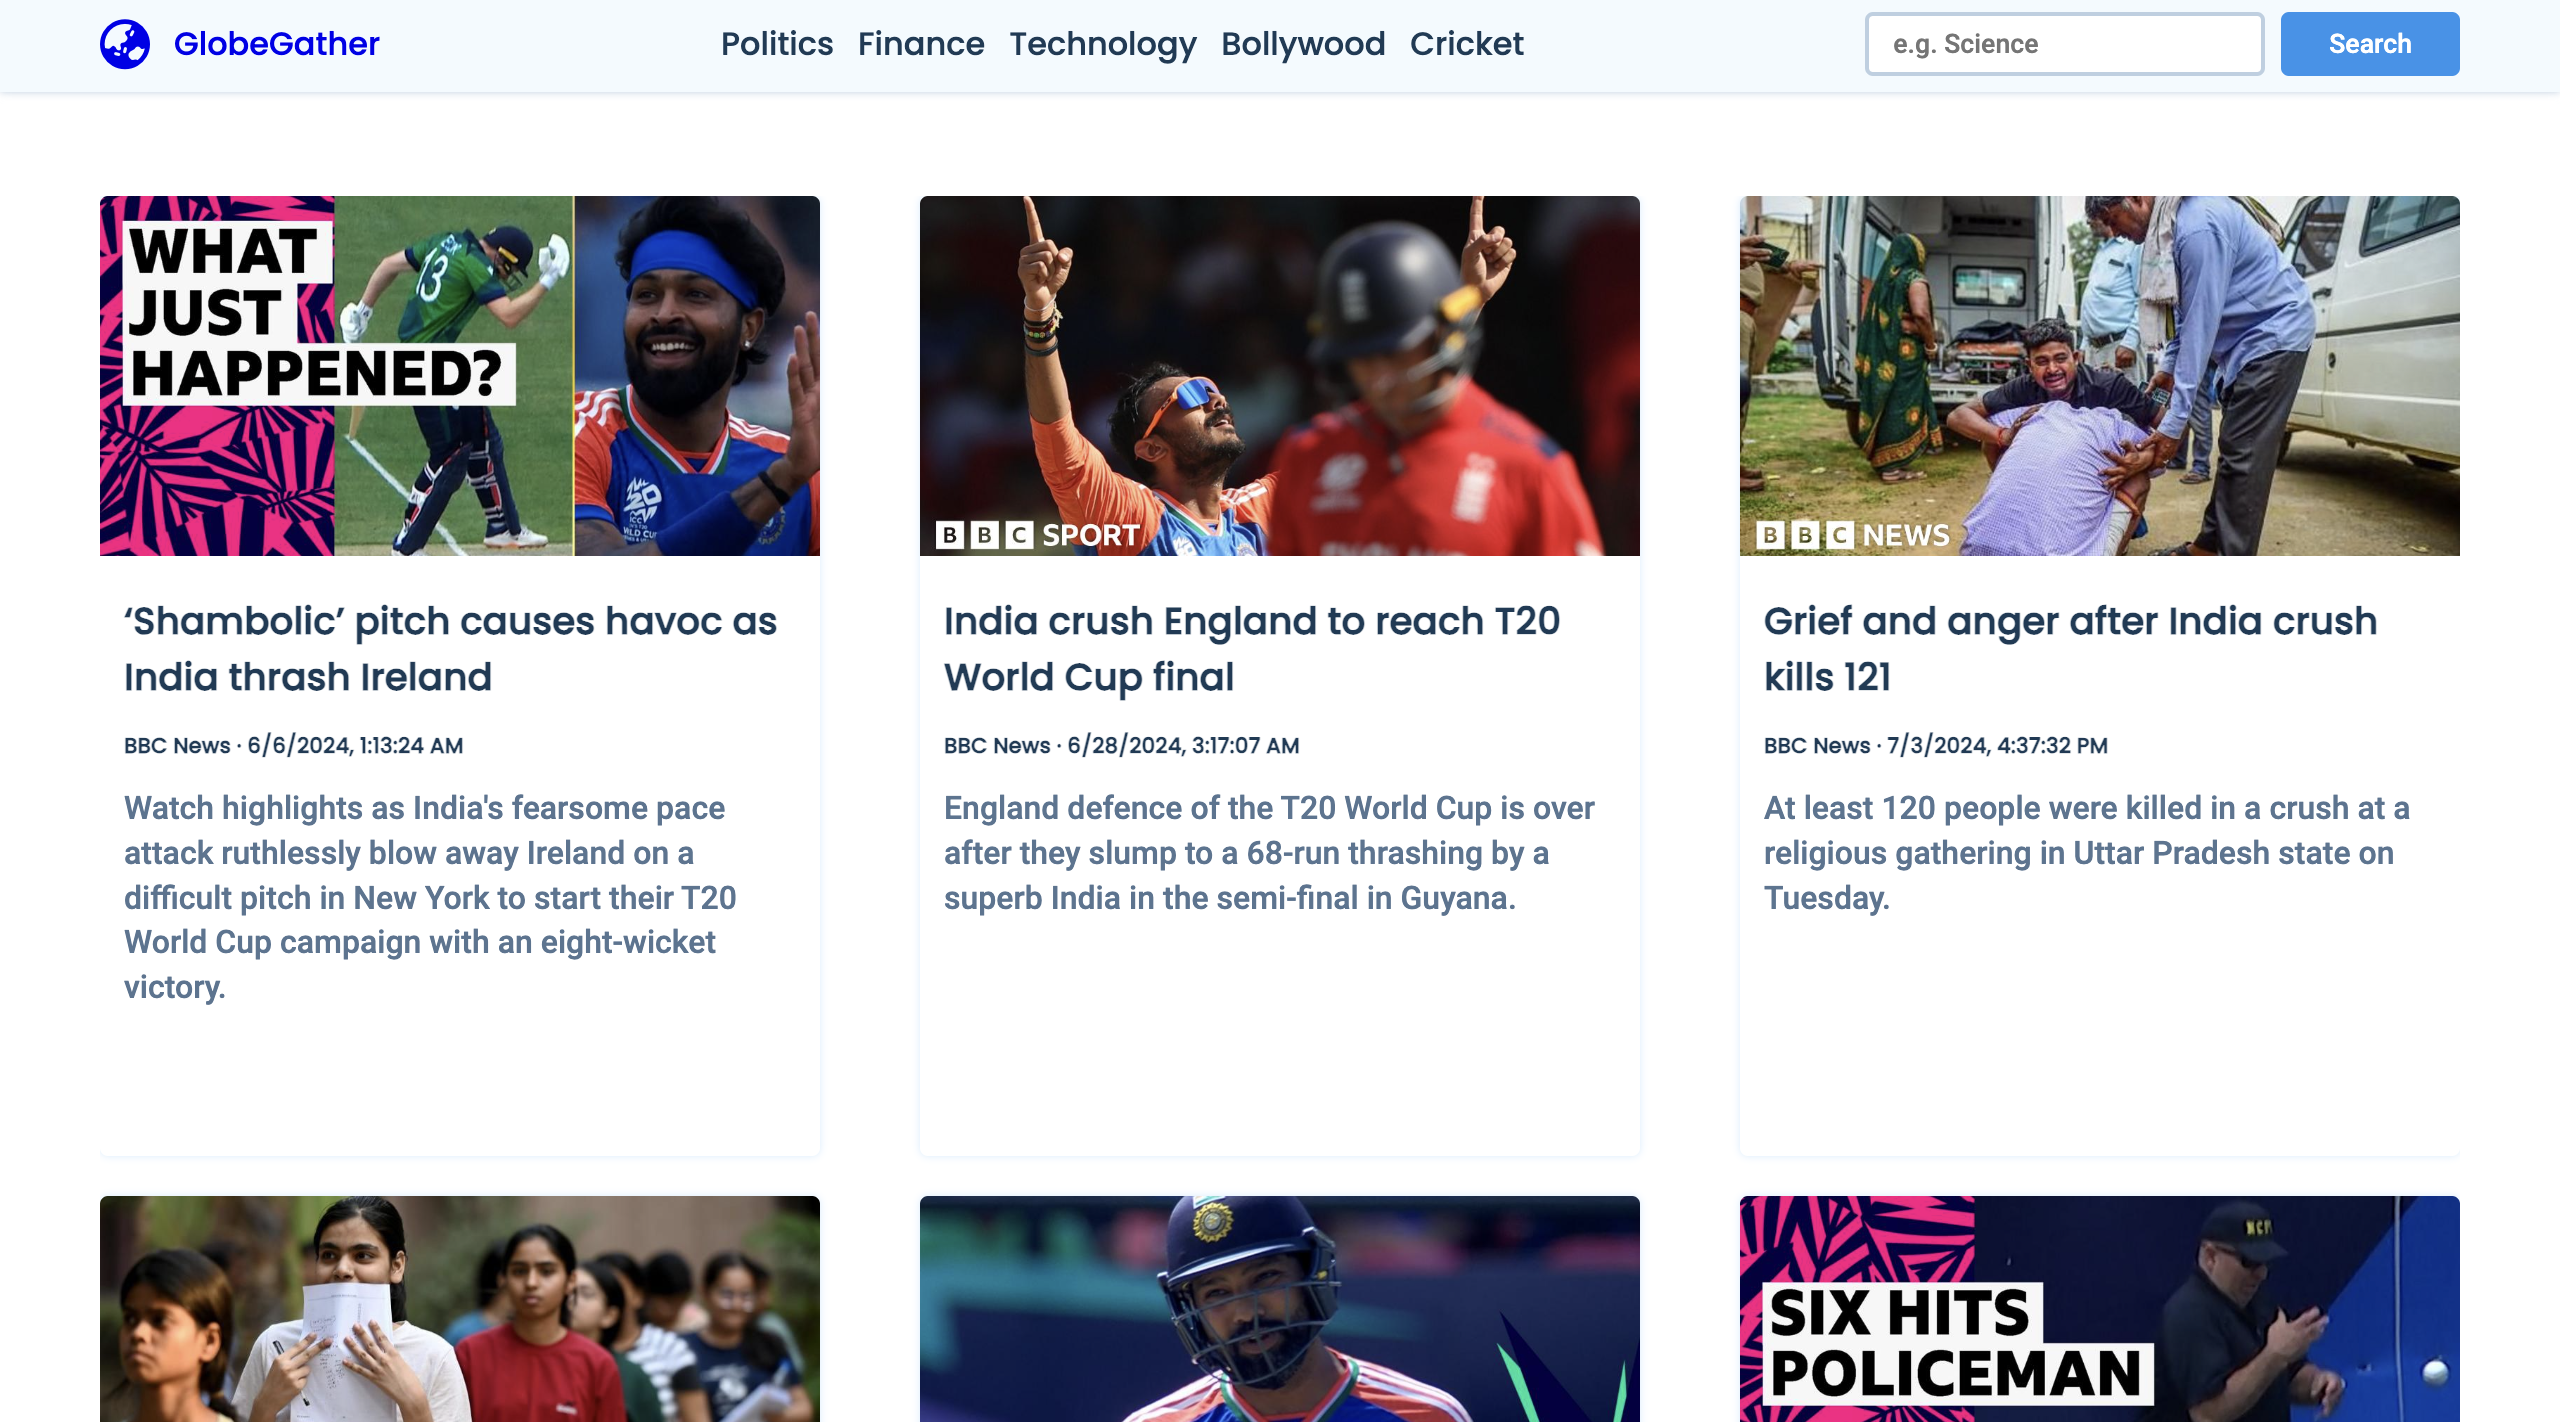 GlobeGather
Politics Finance Technology Bollywood Cricket
e.g. Science
Search
WHAT
JUST
HAPPENED?
13
ICC
WORLD CUP
‘Shambolic’ pitch causes havoc as
India thrash Ireland
BBC News · 6/6/2024, 1:13:24 AM
Watch highlights as India's fearsome pace
attack ruthlessly blow away Ireland on a
difficult pitch in New York to start their T20
World Cup campaign with an eight-wicket
victory.
BBC SPORT
India crush England to reach T20
World Cup final
BBC News · 6/28/2024, 3:17:07 AM
England defence of the T20 World Cup is over
after they slump to a 68-run thrashing by a
superb India in the semi-final in Guyana.
BBC NEWS
Grief and anger after India crush
kills 121
BBC News · 7/3/2024, 4:37:32 PM
At least 120 people were killed in a crush at a
religious gathering in Uttar Pradesh state on
Tuesday.
SIX HITS
POLICEMAN